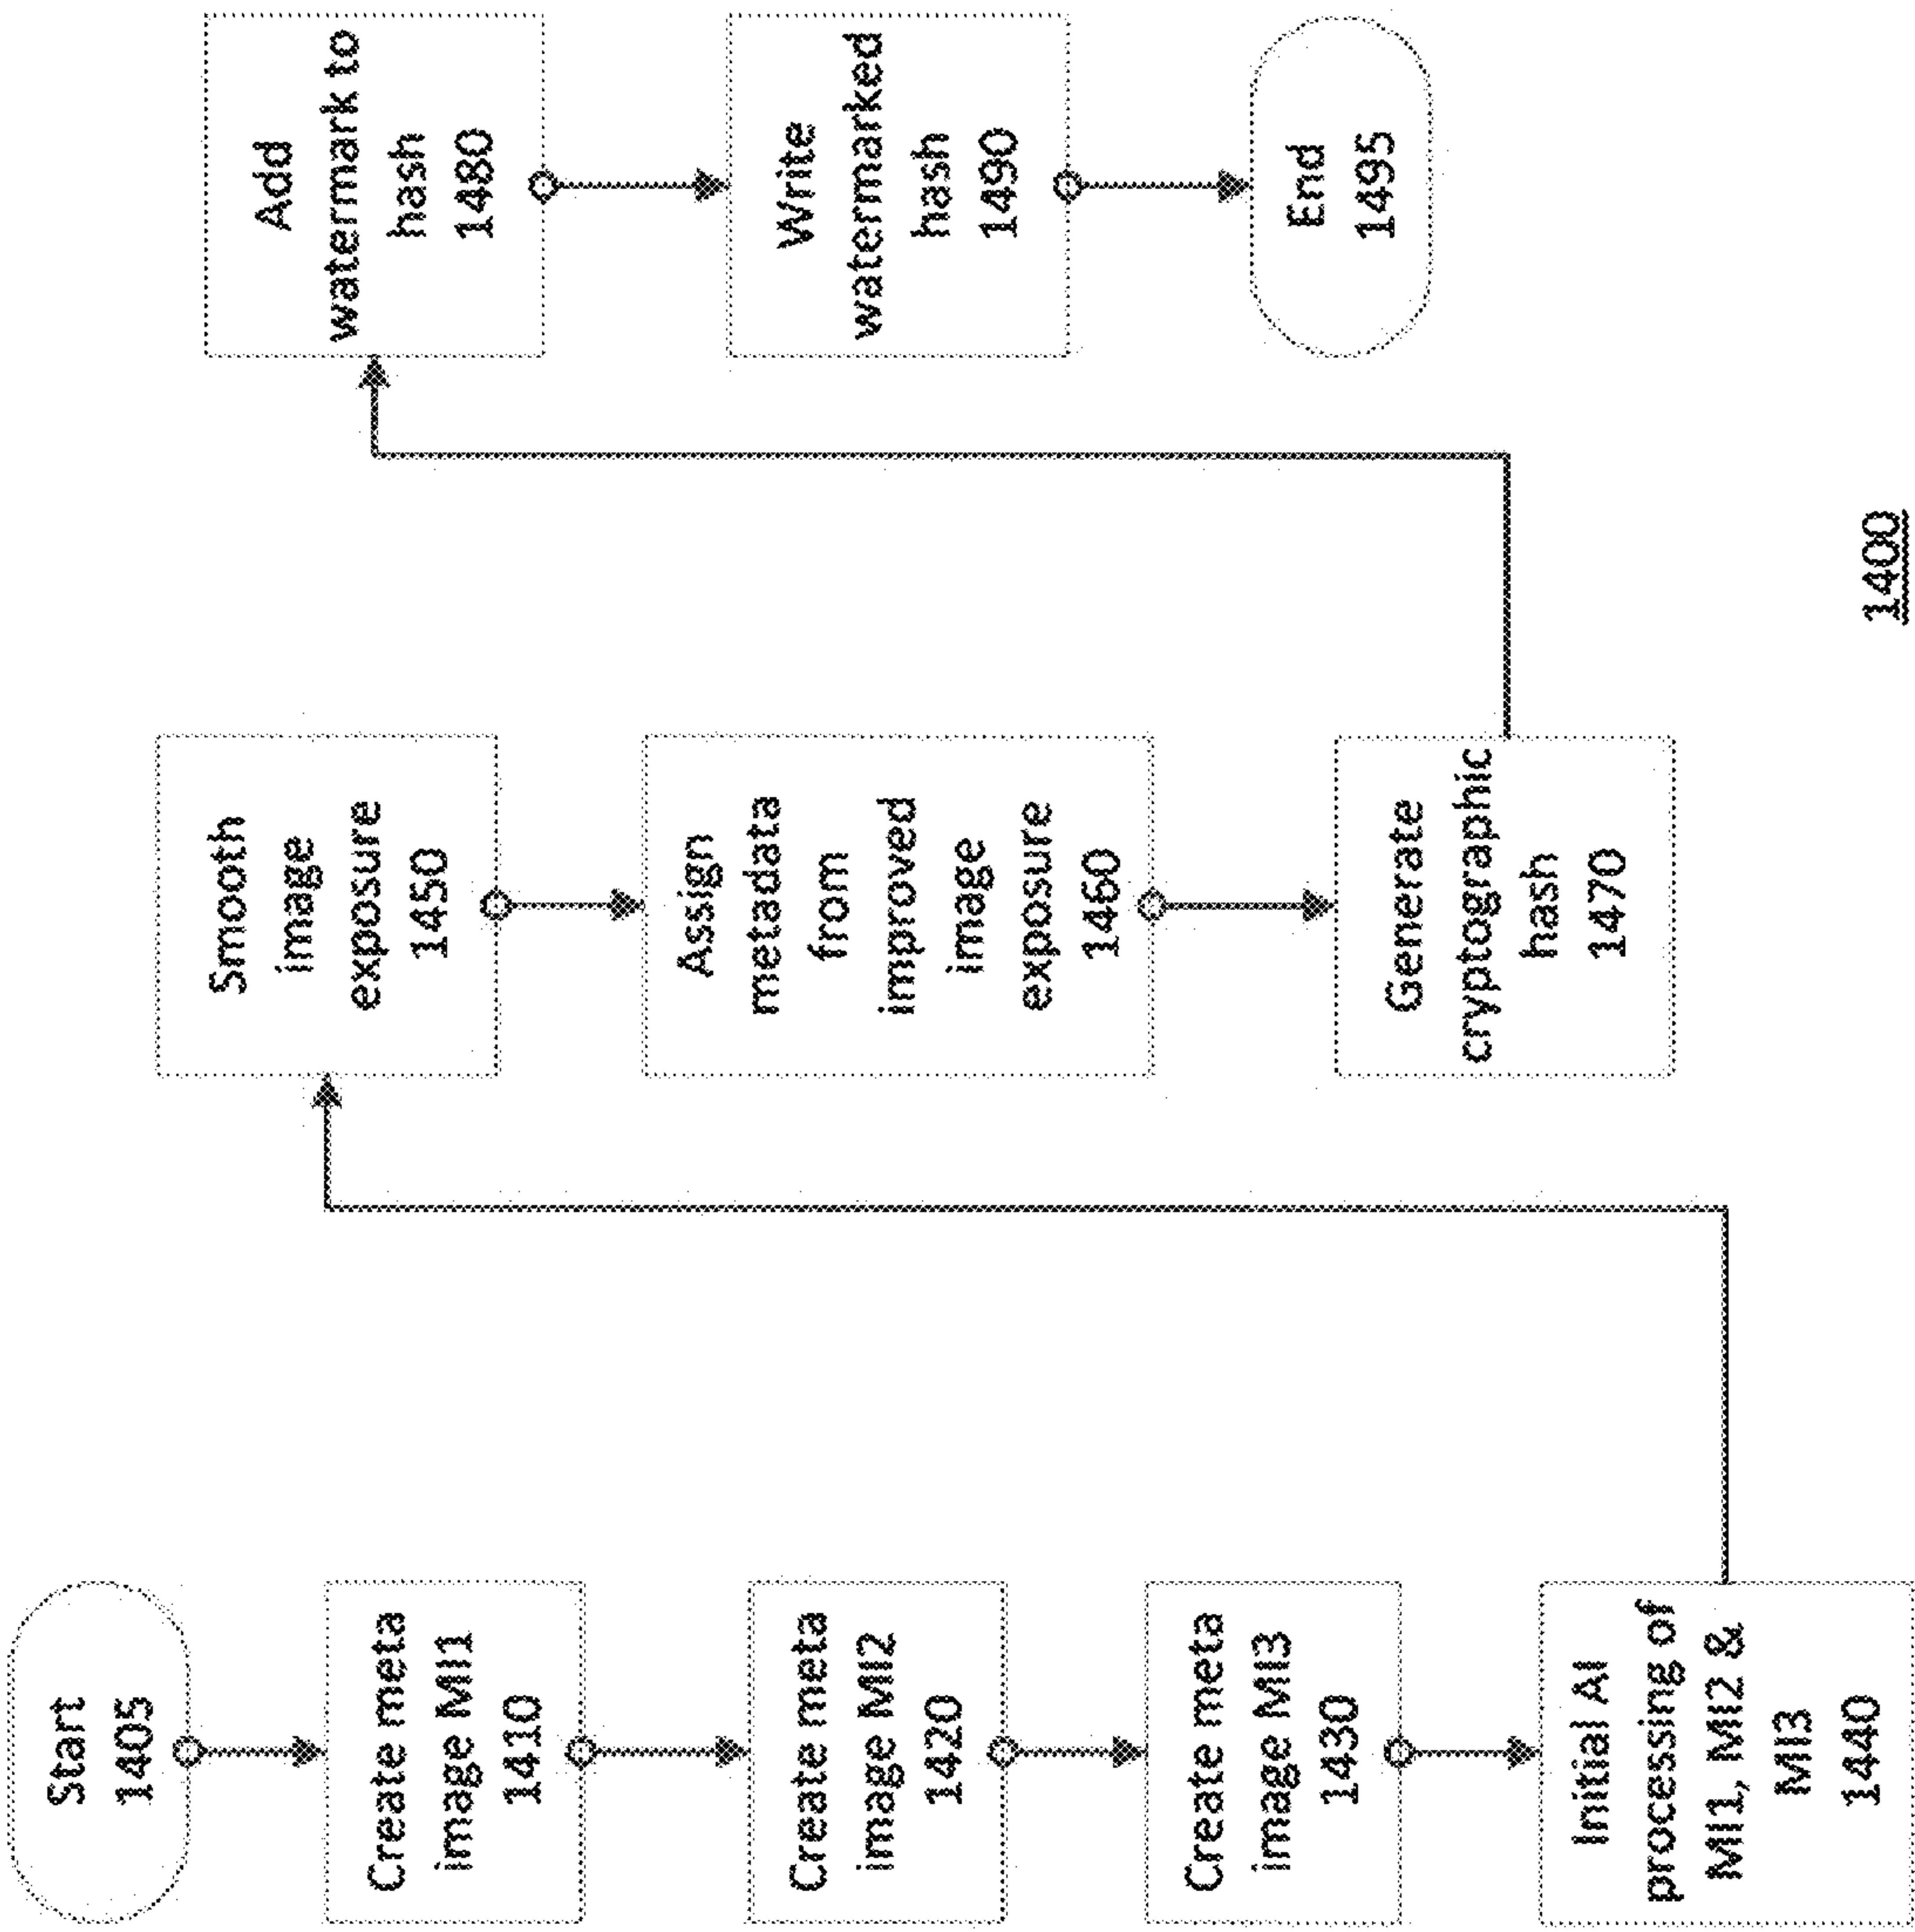 Start
1405
Create meta
image MI1
1410
Create meta
image MI2
1420
Create meta
image MI3
1430
Initial AI
processing of
MI1, MI2 &
MI3
1440
Smooth
image
exposure
1450
Assign
metadata
from
improved
image
exposure
1460
Generate
cryptographic
hash
1470
Add
watermark to
hash
1480
Write
watermarked
hash
1490
End
1495
1400